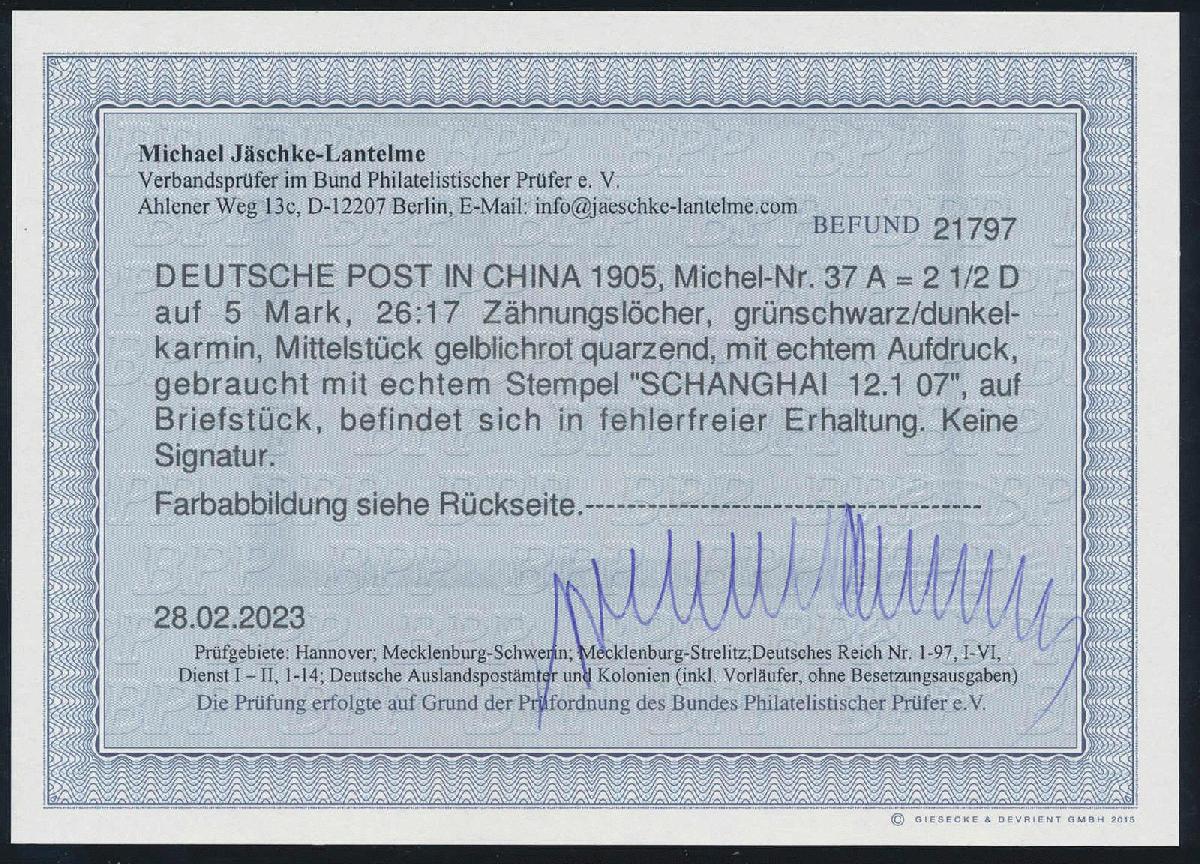 Michael Jäschke-Lantelme
Verbandsprüfer im Bund Philatelistischer Prüfer e. V.
Ahlener Weg 13c, D-12207 Berlin, E-Mail: info@jaeschke-lantelme.com
BEFUND 21797
DEUTSCHE POST IN CHINA 1905, Michel-Nr. 37 A = 2 1/2 D
auf 5 Mark, 26:17 Zähnungslöcher, grünschwarz/dunkel-
karmin, Mittelstück gelblichrot quarzend, mit echtem Aufdruck,
gebraucht mit echtem Stempel "SCHANGHAI 12.1 07", auf
Briefstück, befindet sich in fehlerfreier Erhaltung. Keine
Signatur.
Farbabbildung siehe Rückseite.---------------------------------------
28.02.2023
Prüfgebiete: Hannover; Mecklenburg-Schwerin; Mecklenburg-Strelitz;Deutsches Reich Nr. 1-97, I-VI,
Dienst I – II, 1-14; Deutsche Auslandspostämter und Kolonien (inkl. Vorläufer, ohne Besetzungsausgaben)
Die Prüfung erfolgte auf Grund der Prüfordnung des Bundes Philatelistischer Prüfer e.V.
© GIESECKE & DEVRIENT GMBH 2015